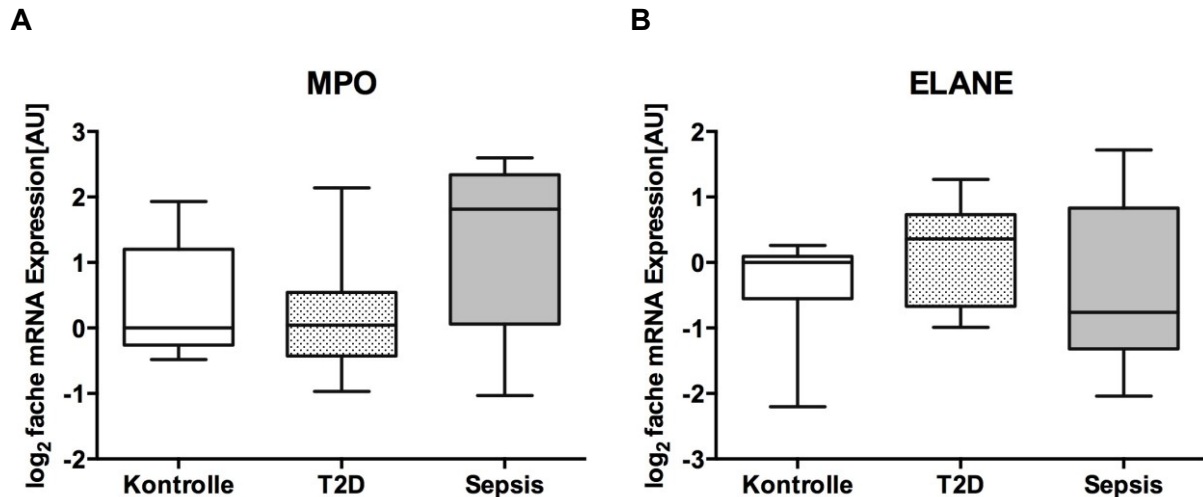 A
MPO
log₂ fache mRNA Expression[AU]
3
2
1
0
-1
-2
Kontrolle T2D Sepsis
B
ELANE
log₂ fache mRNA Expression[AU]
2
1
0
-1
-2
-3
Kontrolle T2D Sepsis